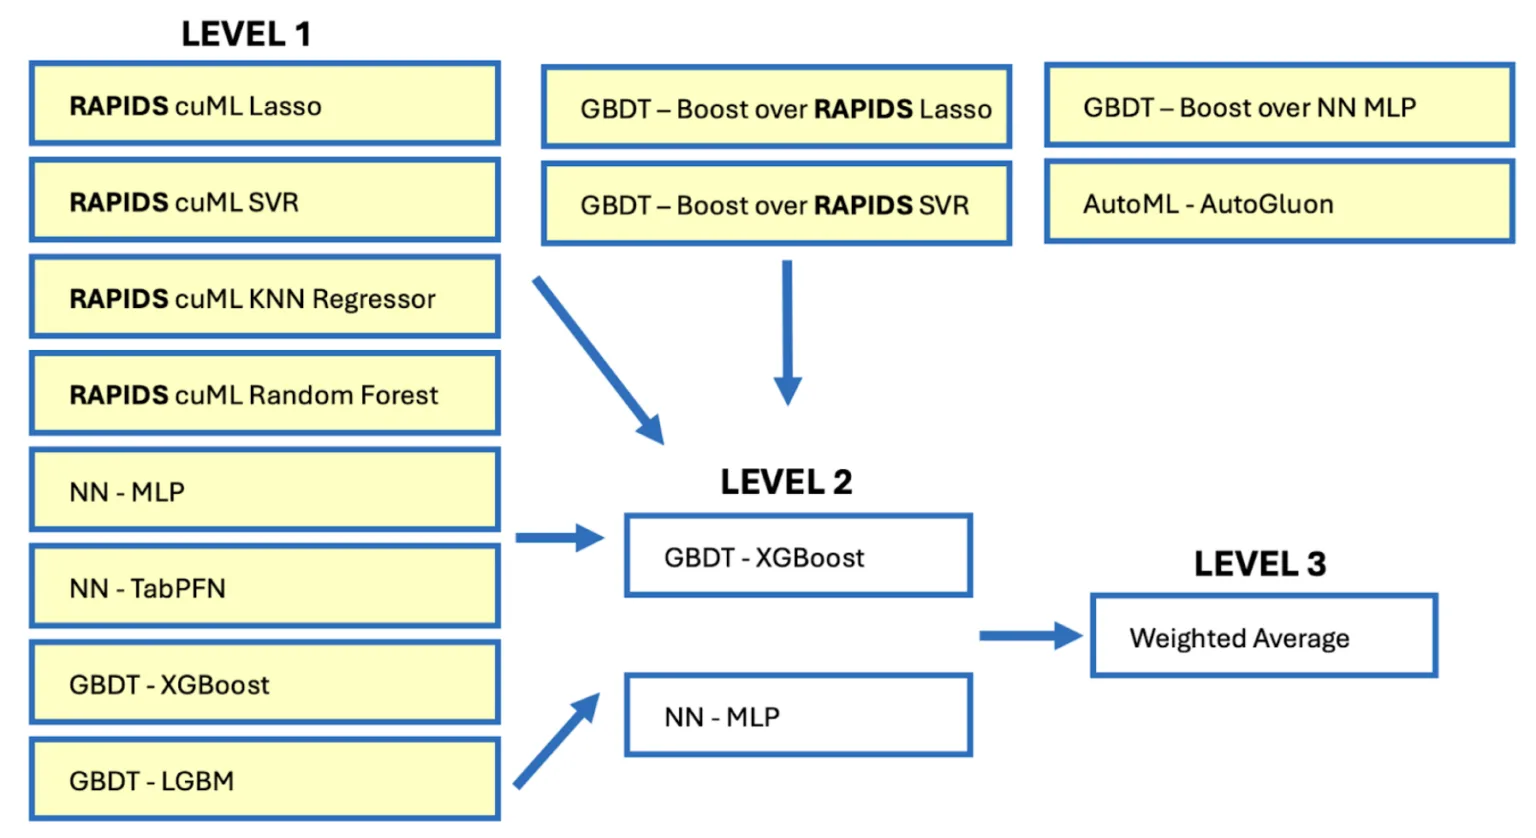 LEVEL 1
RAPIDS cuML Lasso
RAPIDS cuML SVR
RAPIDS cuML KNN Regressor
RAPIDS cuML Random Forest
NN - MLP
NN - TabPFN
GBDT - XGBoost
GBDT - LGBM
GBDT – Boost over RAPIDS Lasso
GBDT – Boost over RAPIDS SVR
GBDT – Boost over NN MLP
AutoML - AutoGluon
LEVEL 2
GBDT - XGBoost
NN - MLP
LEVEL 3
Weighted Average